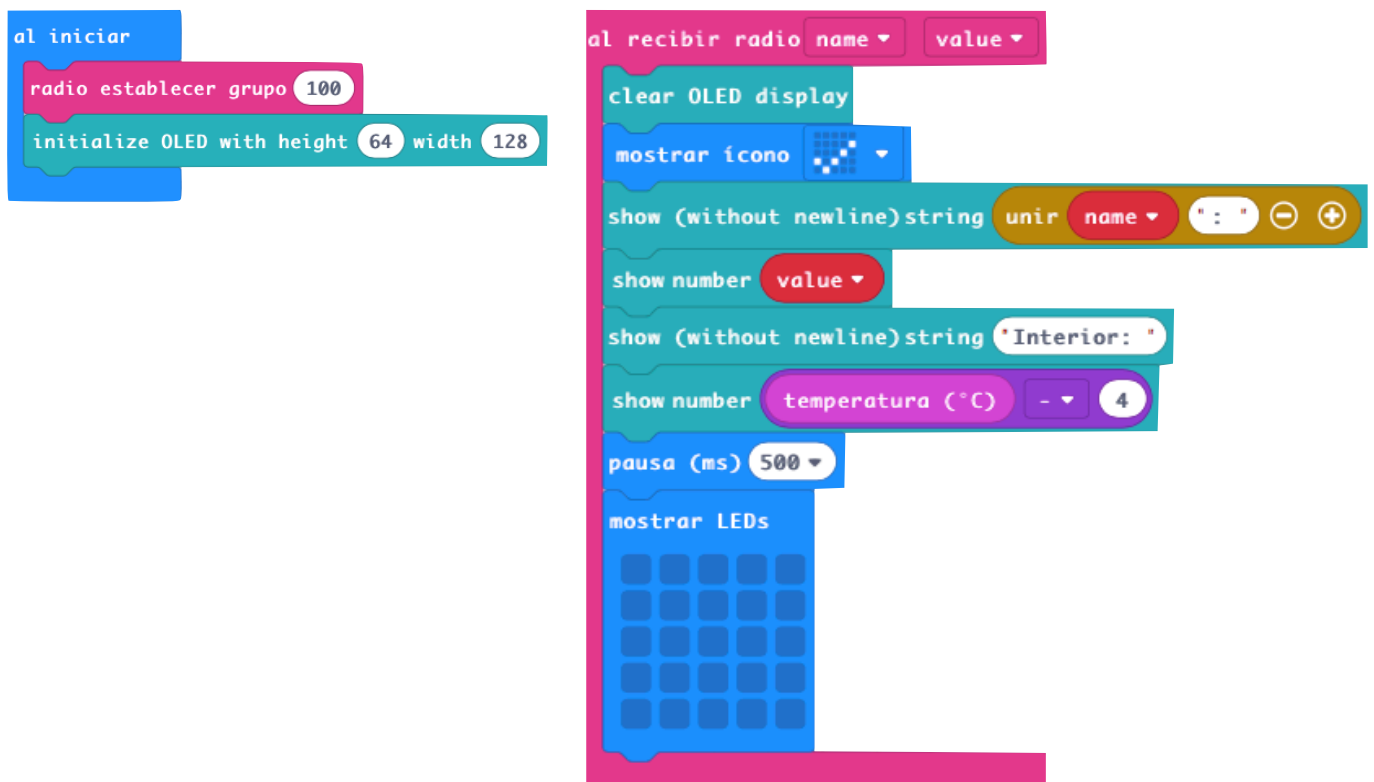 al iniciar
radio establecer grupo 100
initialize OLED with height 64 width 128
al recibir radio name value
clear OLED display
mostrar ícono
show (without newline) string unir name ": "
show number value
show (without newline) string "Interior: "
show number temperatura (°C) - 4
pausa (ms) 500
mostrar LEDs